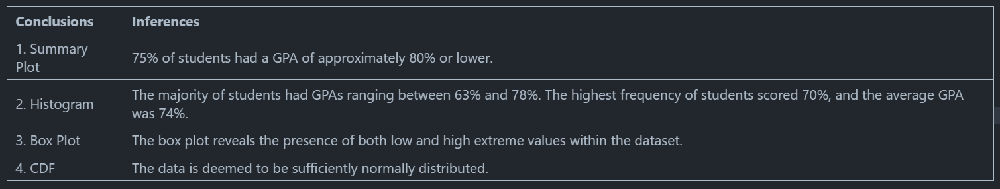 Conclusions Inferences
1. Summary
Plot
75% of students had a GPA of approximately 80% or lower.
2. Histogram
The majority of students had GPAs ranging between 63% and 78%. The highest frequency of students scored 70%, and the average GPA
was 74%.
3. Box Plot
The box plot reveals the presence of both low and high extreme values within the dataset.
4. CDF
The data is deemed to be sufficiently normally distributed.